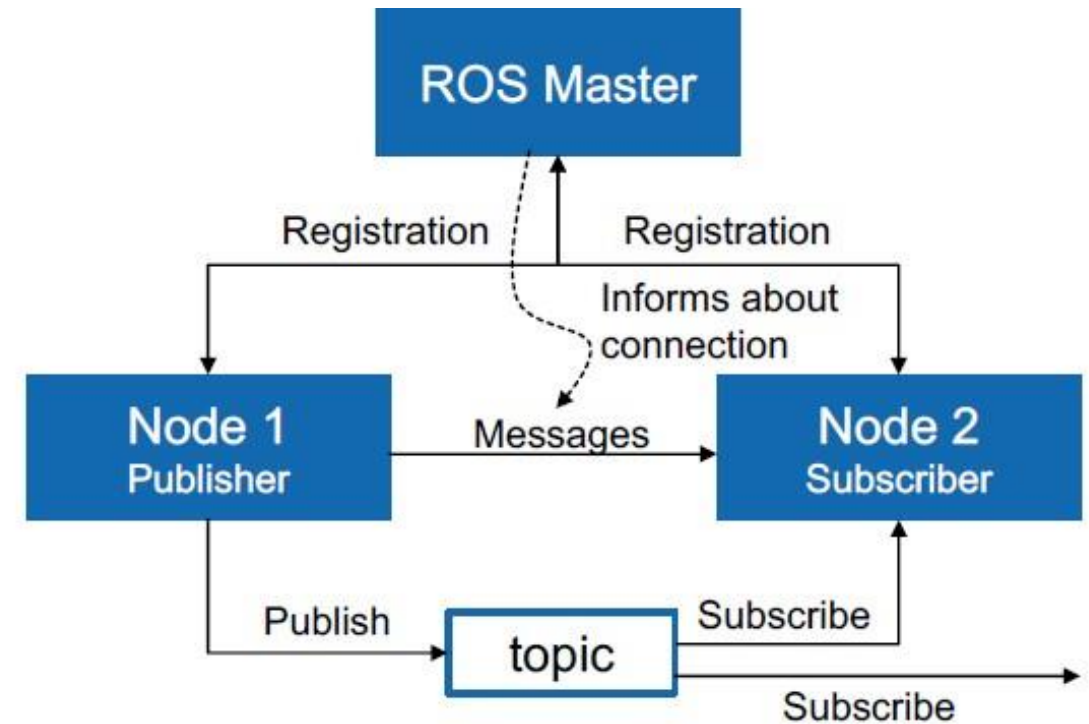 ROS Master
Registration
Registration
Informs about
connection
Node 1
Publisher
Messages
Node 2
Subscriber
Publish
topic
Subscribe
Subscribe